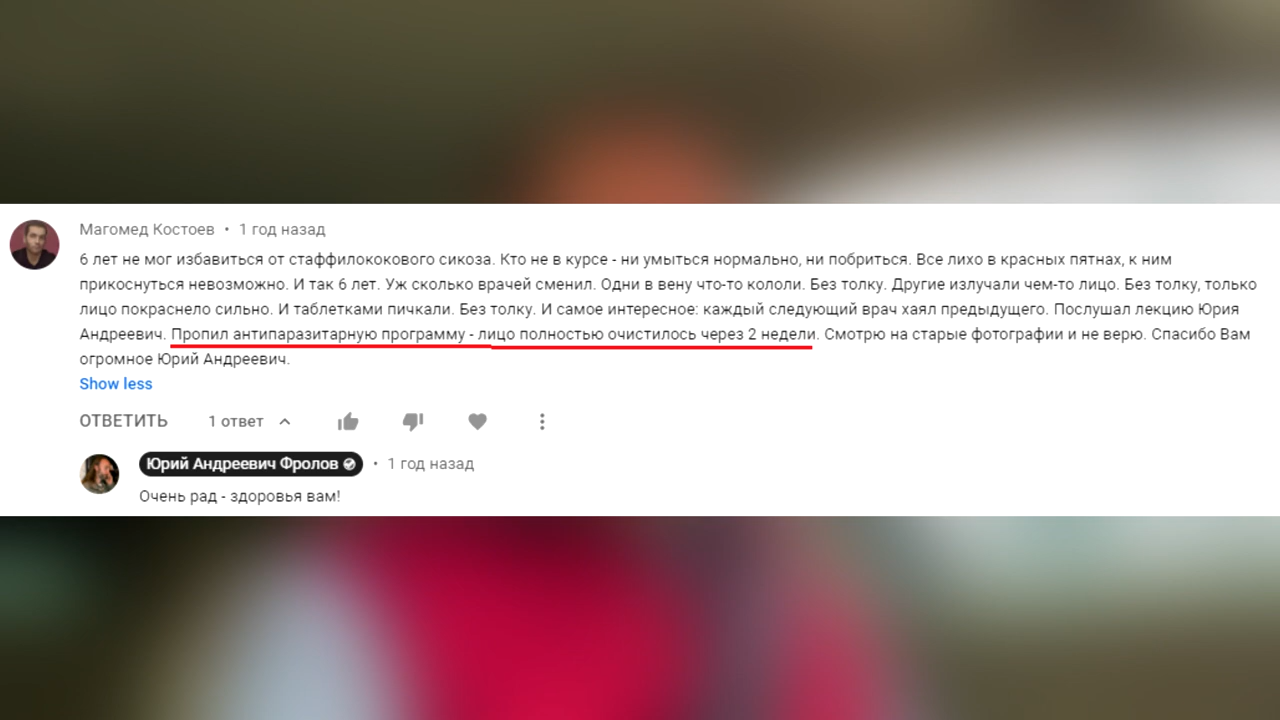 Магомед Костоев • 1 год назад
6 лет не мог избавиться от стаффилококового сикоза. Кто не в курсе - ни умыться нормально, ни побриться. Все лихо в красных пятнах, к ним
прикоснуться невозможно. И так 6 лет. Уж сколько врачей сменил. Одни в вену что-то кололи. Без толку. Другие излучали чем-то лицо. Без толку, только
лицо покраснело сильно. И таблетками пичкали. Без толку. И самое интересное: каждый следующий врач хаял предыдущего. Послушал лекцию Юрия
Андреевич. Пропил антипаразитарную программу - лицо полностью очистилось через 2 недели. Смотрю на старые фотографии и не верю. Спасибо Вам
огромное Юрий Андреевич.
Show less
ОТВЕТИТЬ 1 ответ
Юрий Андреевич Фролов • 1 год назад
Очень рад - здоровья вам!